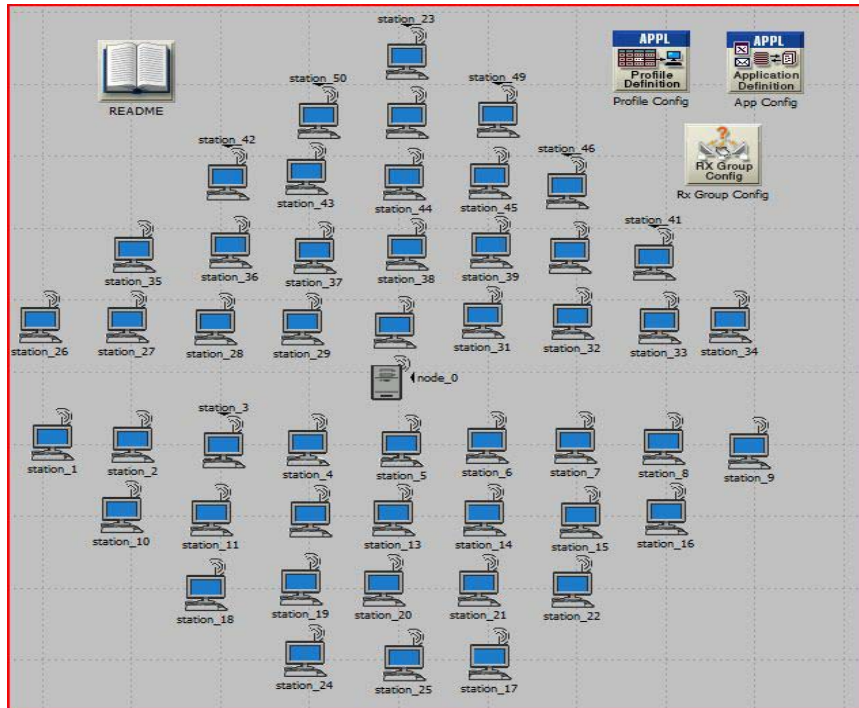 station_23
APPL
Profile
Definition
Profile Config
APPL
Application
Definition
App Config
README
station_50
station_49
station_42
station_46
RX Group
Config
Rx Group Config
station_43
station_44
station_45
station_41
station_35
station_36
station_37
station_38
station_39
station_26
station_27
station_28
station_29
station_31
station_32
station_33
station_34
node_0
station_3
station_1
station_2
station_4
station_5
station_6
station_7
station_8
station_9
station_10
station_11
station_13
station_14
station_15
station_16
station_18
station_19
station_20
station_21
station_22
station_24
station_25
station_17